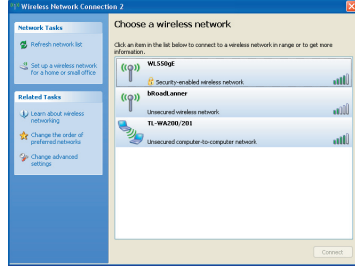 Wireless Network Connection 2
Network Tasks
Refresh network list
Set up a wireless network
for a home or small office
Related Tasks
Learn about wireless
networking
Change the order of
preferred networks
Change advanced
settings
Choose a wireless network
Click an item in the list below to connect to a wireless network in range or to get more
information.
WL550gE
Security-enabled wireless network
bRoadLanner
Unsecured wireless network
TL-WA200/201
Unsecured computer-to-computer network
Connect